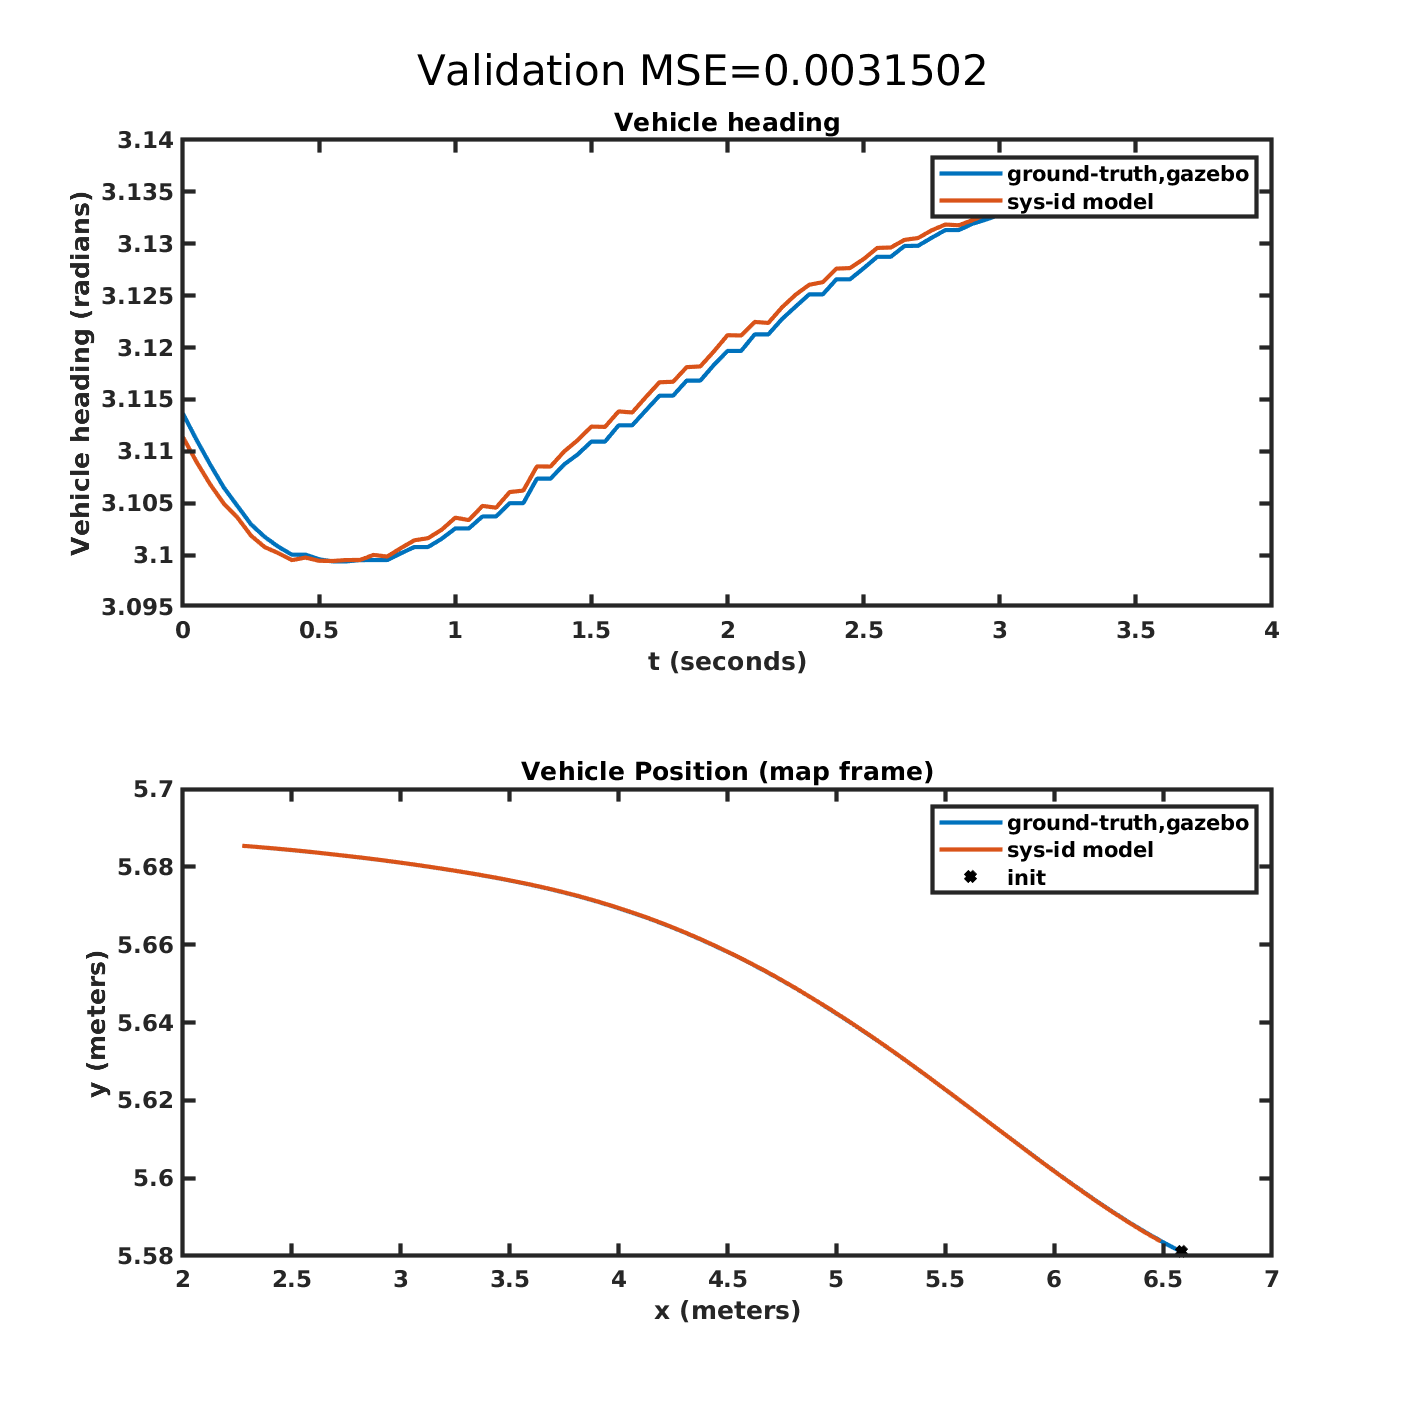 Validation MSE=0.0031502
Vehicle heading
3.14
3.135
3.13
3.125
3.12
3.115
3.11
3.105
3.1
3.095
Vehicle heading (radians)
ground-truth,gazebo
sys-id model
0 0.5 1 1.5 2 2.5 3 3.5 4
t (seconds)
Vehicle Position (map frame)
5.7
5.68
5.66
5.64
5.62
5.6
5.58
y (meters)
ground-truth,gazebo
sys-id model
init
2 2.5 3 3.5 4 4.5 5 5.5 6 6.5 7
x (meters)